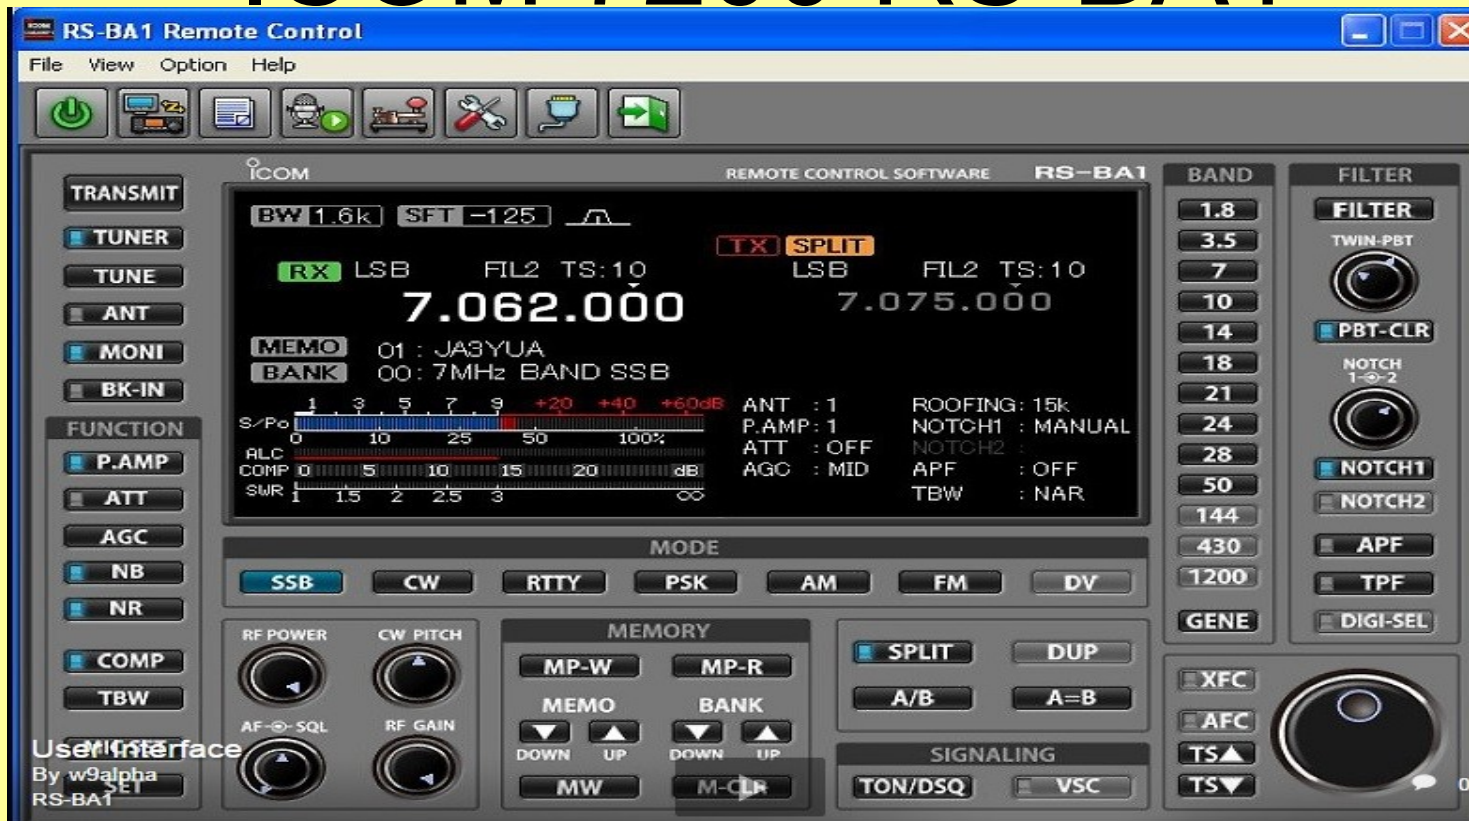 ICOM 7200 RS-BA1
RS-BA1 Remote Control
File View Option Help
ICOM REMOTE CONTROL SOFTWARE RS-BA1
TRANSMIT
TUNER
TUNE
ANT
MONI
BK-IN
FUNCTION
P.AMP
ATT
AGC
NB
NR
COMP
TBW
SET
BW 1.6k SFT -125
TX SPLIT
RX LSB FIL2 TS:10 LSB FIL2 TS:10
7.062.000 7.075.000
MEMO 01 : JA3YUA
BANK 00: 7MHz BAND SSB
1 3 5 7 9 +20 +40 +60dB
S/Po
0 10 25 50 100%
ALC
COMP 0 5 10 15 20 dB
SWR 1 1.5 2 2.5 3 ∞
ANT :1 ROOFING: 15k
P.AMP: 1 NOTCH1 : MANUAL
ATT : OFF NOTCH2 :
AGC : MID APF : OFF
TBW : NAR
MODE
SSB CW RTTY PSK AM FM DV
RF POWER CW PITCH
AF SQL RF GAIN
MEMORY
MP-W MP-R
MEMO BANK
DOWN UP DOWN UP
MW M-CLR
SPLIT DUP
A/B A=B
SIGNALING
TON/DSQ VSC
BAND
1.8
3.5
7
10
14
18
21
24
28
50
144
430
1200
GENE
XFC
AFC
TS▲
TS▼
FILTER
FILTER
TWIN-PBT
PBT-CLR
NOTCH
1 2
NOTCH1
NOTCH2
APF
TPF
DIGI-SEL
User Interface
By w9alpha
RS-BA1
0